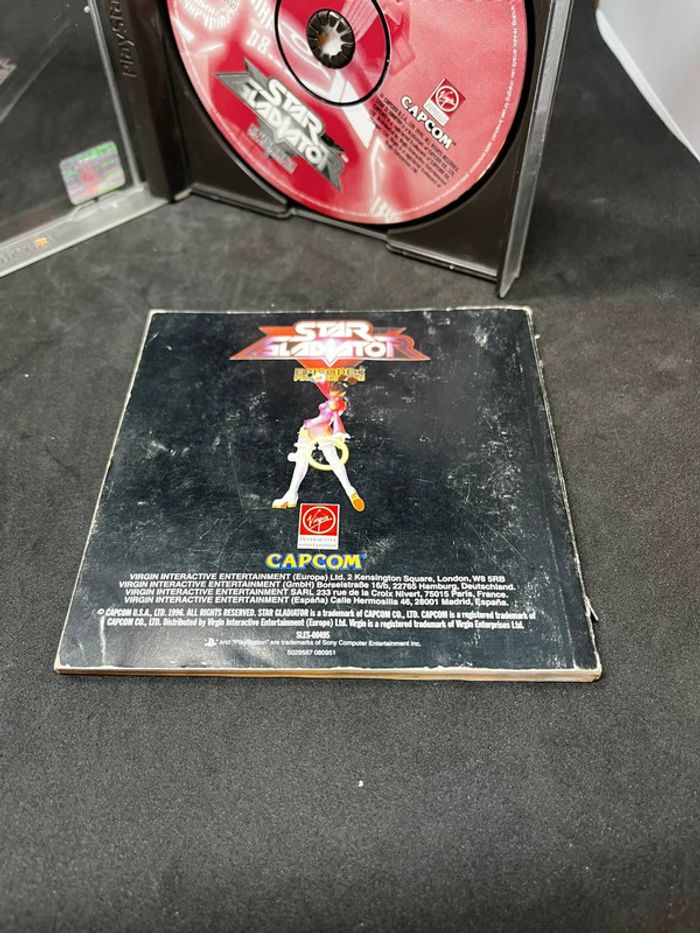 PlayStation
STAR
GLADIATOR
Virgin
CAPCOM
STAR
GLADIATOR
EPISODE:I
Virgin
INTERACTIVE
ENTERTAINMENT
CAPCOM
VIRGIN INTERACTIVE ENTERTAINMENT (Europe) Ltd. 2 Kensington Square, London, W8 5RB
VIRGIN INTERACTIVE ENTERTAINMENT (GmbH) Borselstraße 16/b, 22765 Hamburg, Deutschland.
VIRGIN INTERACTIVE ENTERTAINMENT SARL 233 rue de la Croix Nivert, 75015 Paris, France.
VIRGIN INTERACTIVE ENTERTAINMENT (España) Calle Hermosilla 46, 28001 Madrid, España.
© CAPCOM U.S.A., LTD. 1996. ALL RIGHTS RESERVED. STAR GLADIATOR is a trademark of CAPCOM CO., LTD. CAPCOM is a registered trademark of
CAPCOM CO., LTD. Distributed by Virgin Interactive Entertainment (Europe) Ltd. Virgin is a registered trademark of Virgin Enterprises Ltd.
SLES-00495
and "PlayStation" are trademarks of Sony Computer Entertainment Inc.
5028587 080951